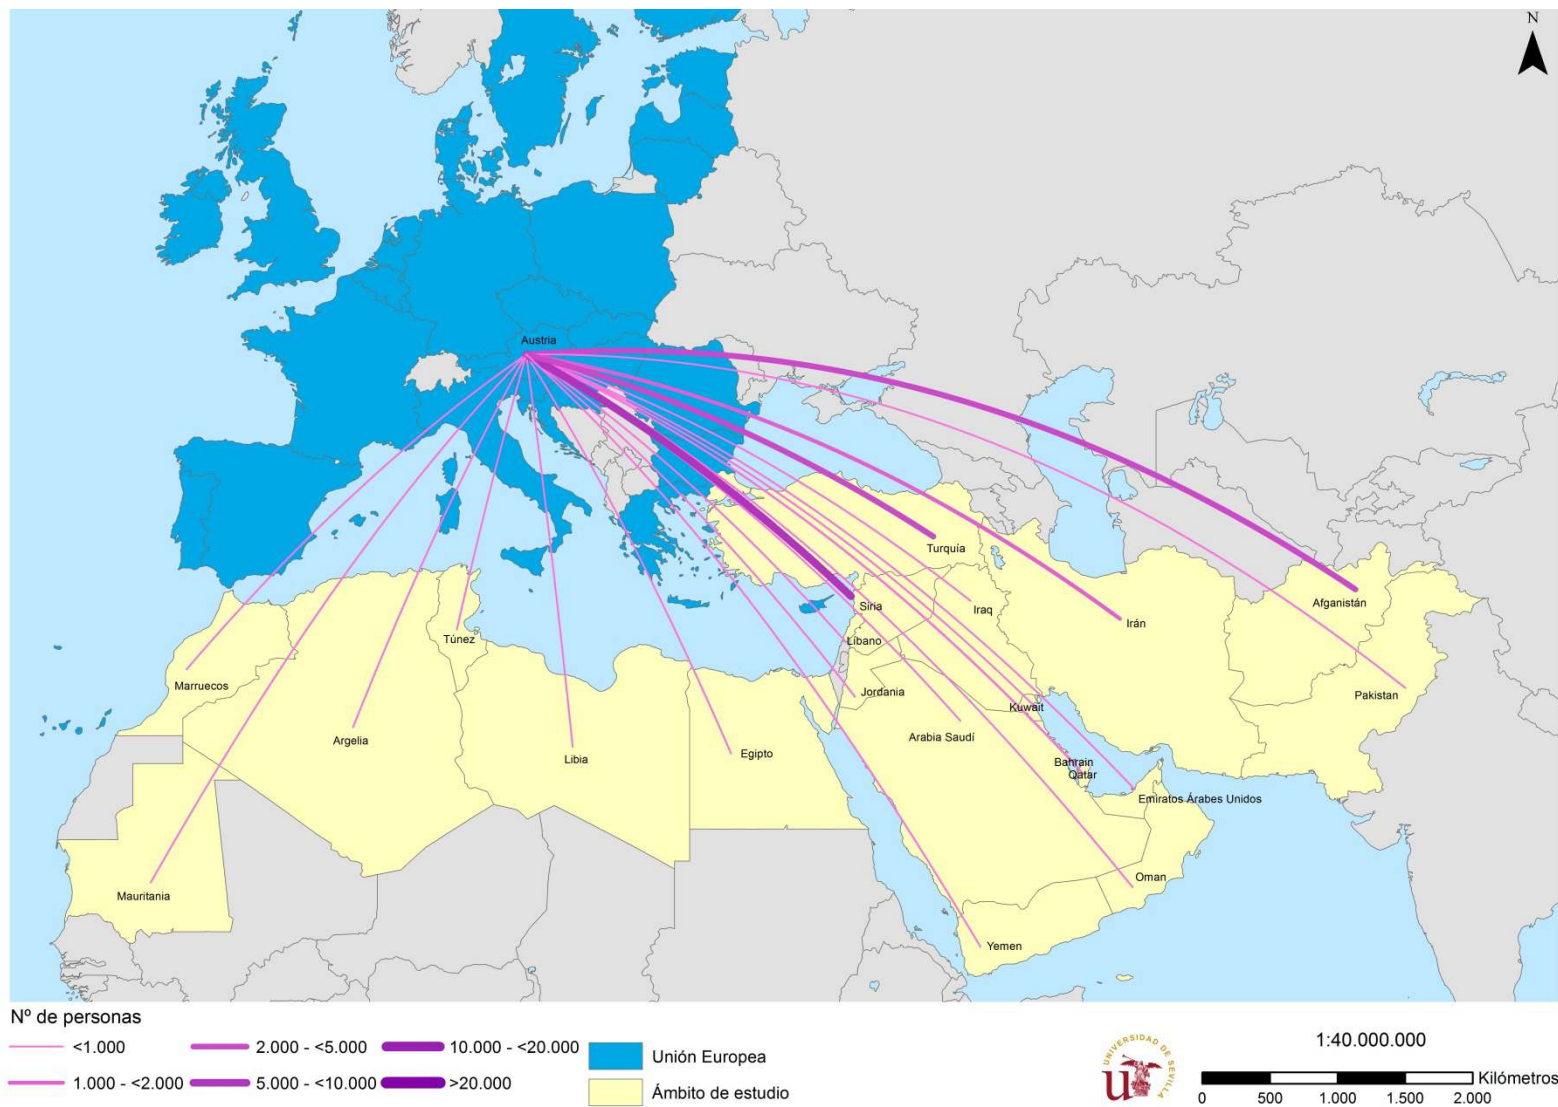 N
Austria
Turquía
Siria
Iraq
Irán
Afganistán
Túnez
Líbano
Marruecos
Jordania
Pakistan
Kuwait
Argelia
Libia
Egipto
Arabia Saudí
Bahrain
Qatar
Emiratos Árabes Unidos
Mauritania
Oman
Yemen
Nº de personas
<1.000
2.000 - <5.000
10.000 - <20.000
1.000 - <2.000
5.000 - <10.000
>20.000
Unión Europea
Ámbito de estudio
UNIVERSIDAD DE SEVILLA
u
1:40.000.000
Kilómetros
0 500 1.000 1.500 2.000